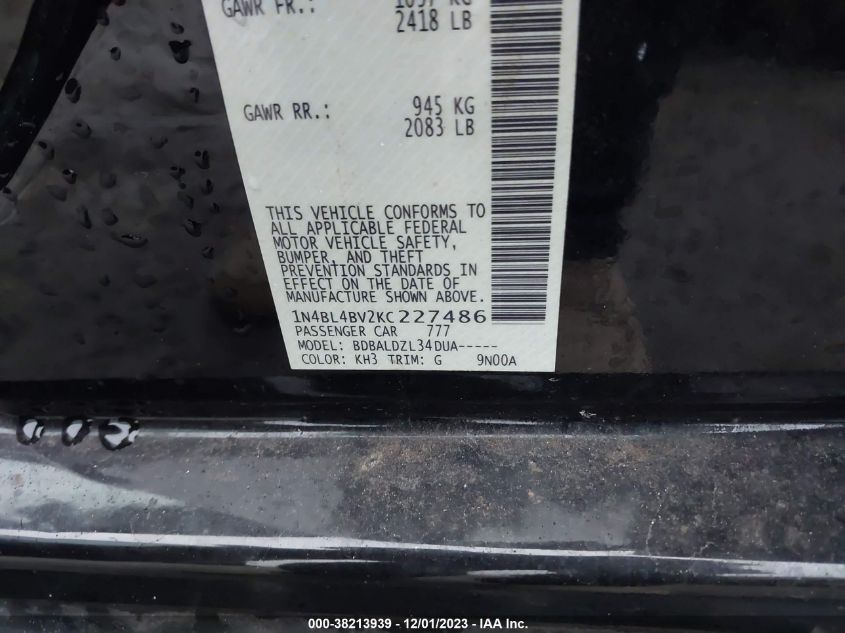 GAWR FR.: 1097 KG
2418 LB
GAWR RR.: 945 KG
2083 LB
THIS VEHICLE CONFORMS TO
ALL APPLICABLE FEDERAL
MOTOR VEHICLE SAFETY,
BUMPER, AND THEFT
PREVENTION STANDARDS IN
EFFECT ON THE DATE OF
MANUFACTURE SHOWN ABOVE.
1N4BL4BV2KC227486
PASSENGER CAR 777
MODEL: BDBALDZL34DUA-----
COLOR: KH3 TRIM: G 9N00A
000-38213939 - 12/01/2023 - IAA Inc.